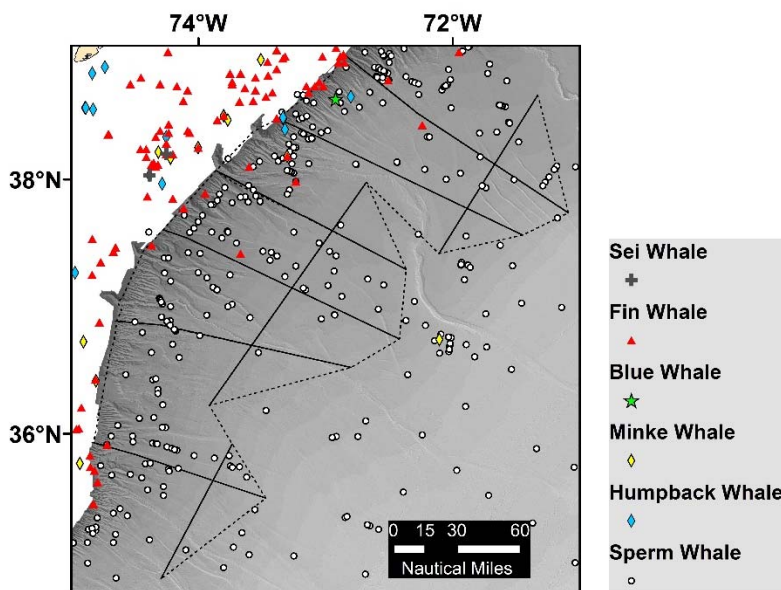 74°W 72°W
38°N
36°N
0 15 30 60
Nautical Miles
Sei Whale
Fin Whale
Blue Whale
Minke Whale
Humpback Whale
Sperm Whale